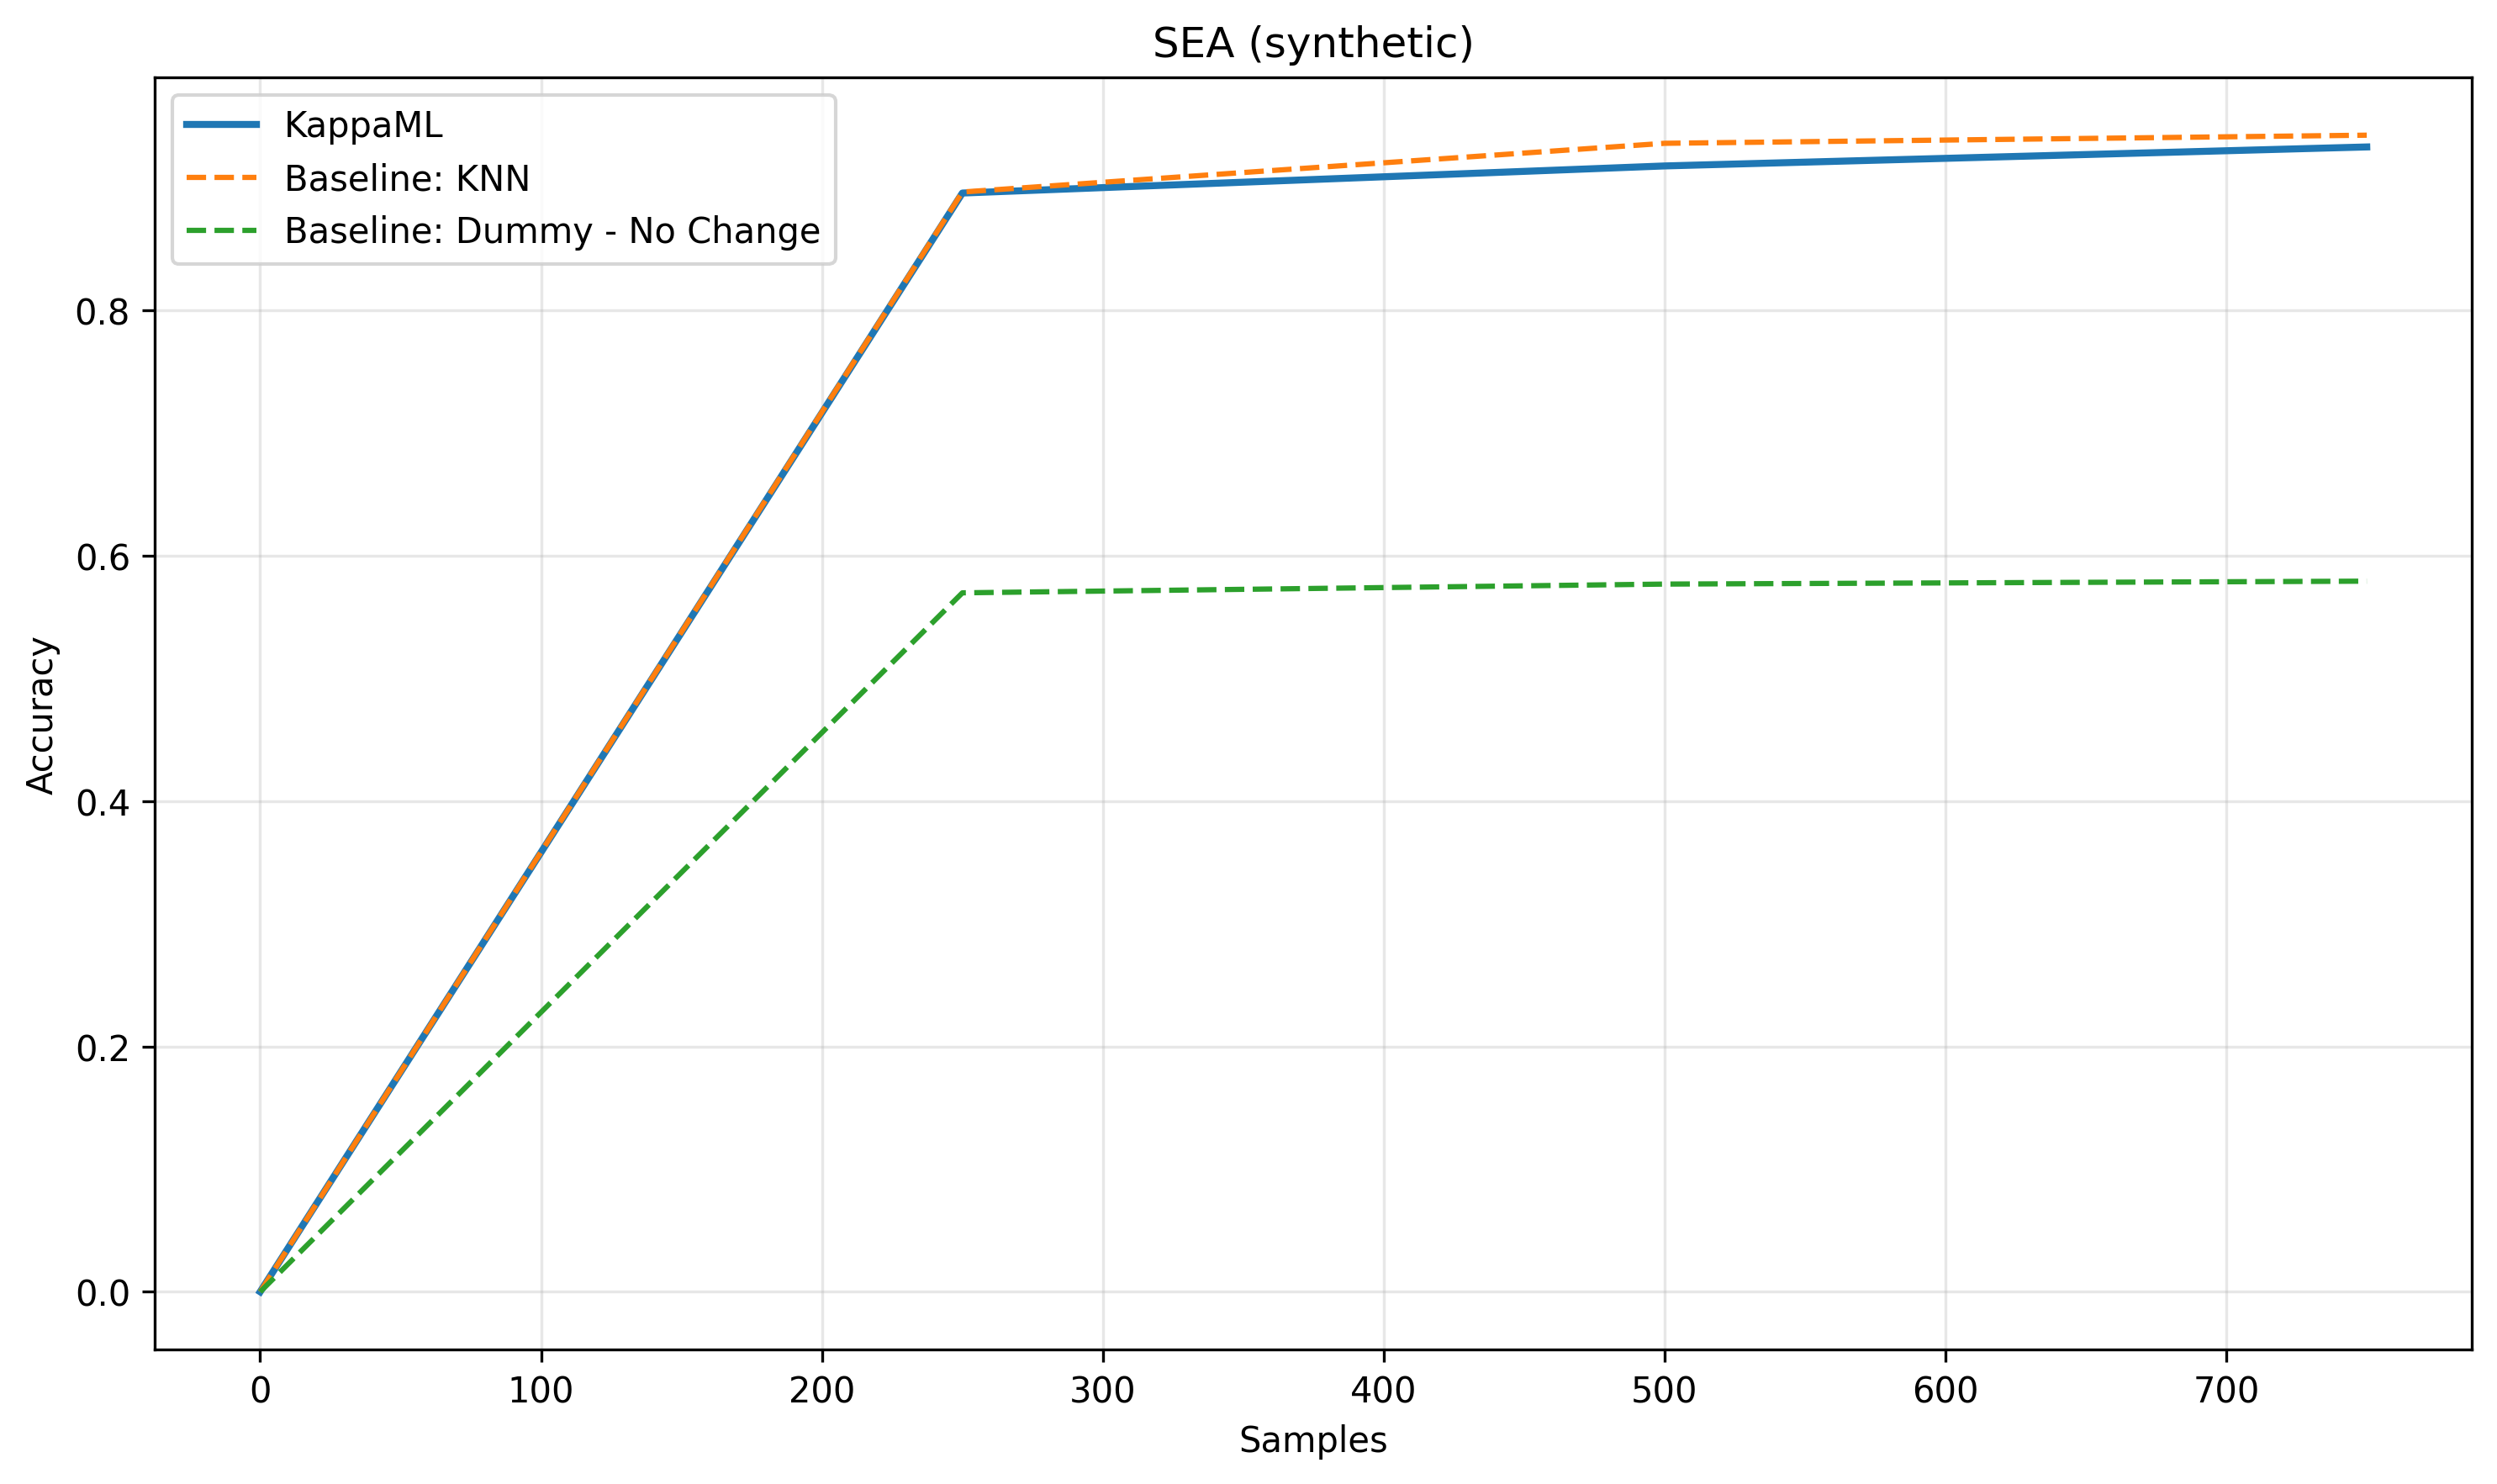 SEA (synthetic)
KappaML
Baseline: KNN
Baseline: Dummy - No Change
Accuracy
0.8
0.6
0.4
0.2
0.0
0 100 200 300 400 500 600 700
Samples